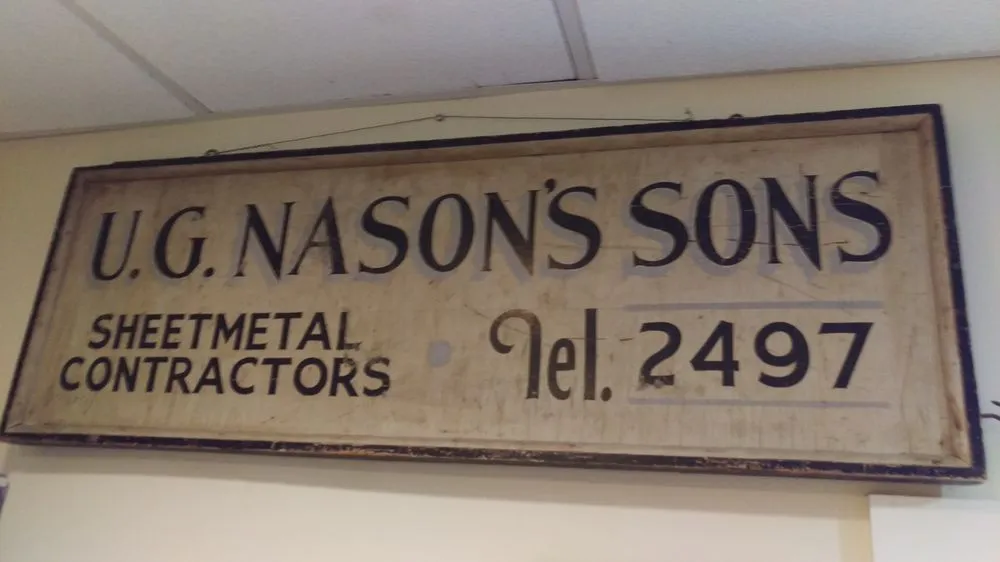 U.G. NASON'S SONS
SHEETMETAL
CONTRACTORS
Tel. 2497